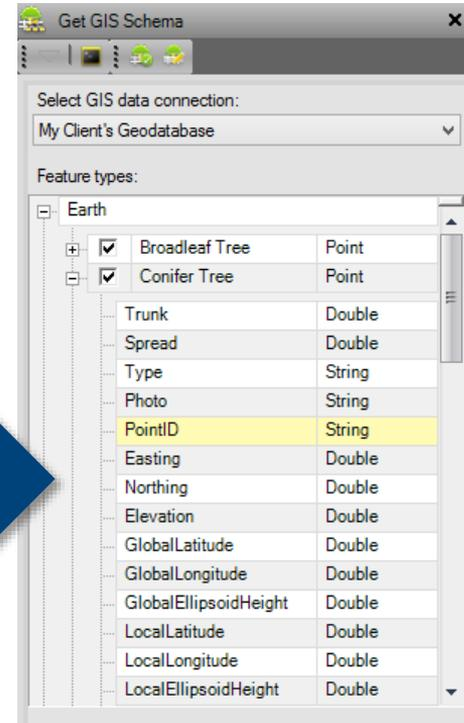 Get GIS Schema
Select GIS data connection:
My Client's Geodatabase
Feature types:
Earth
Broadleaf Tree Point
Conifer Tree Point
Trunk Double
Spread Double
Type String
Photo String
PointID String
Easting Double
Northing Double
Elevation Double
GlobalLatitude Double
GlobalLongitude Double
GlobalEllipsoidHeight Double
LocalLatitude Double
LocalLongitude Double
LocalEllipsoidHeight Double